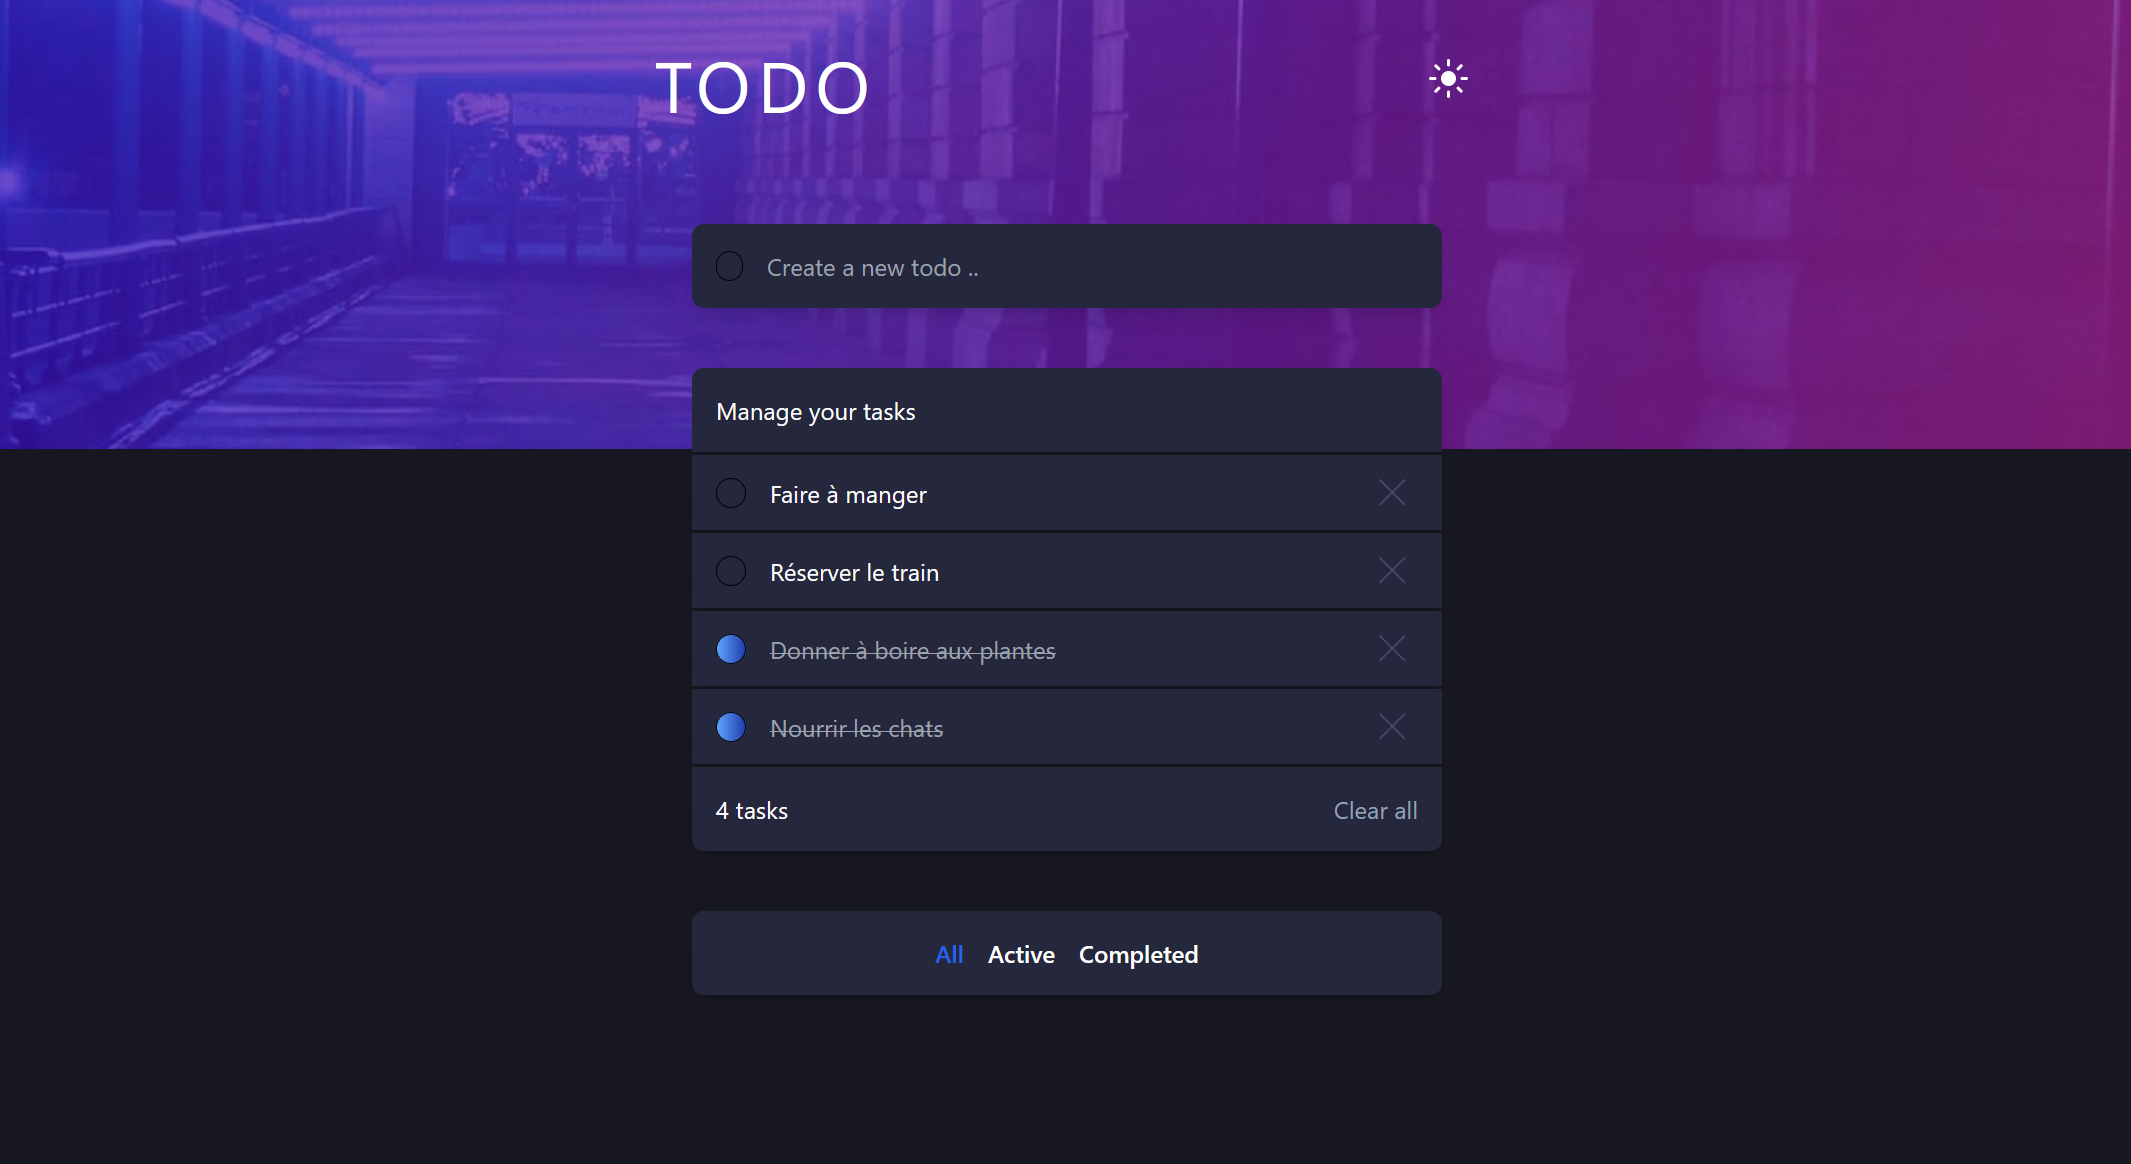 TODO
Create a new todo ..
Manage your tasks
Faire à manger
Réserver le train
Donner à boire aux plantes
Nourrir les chats
4 tasks Clear all
All Active Completed